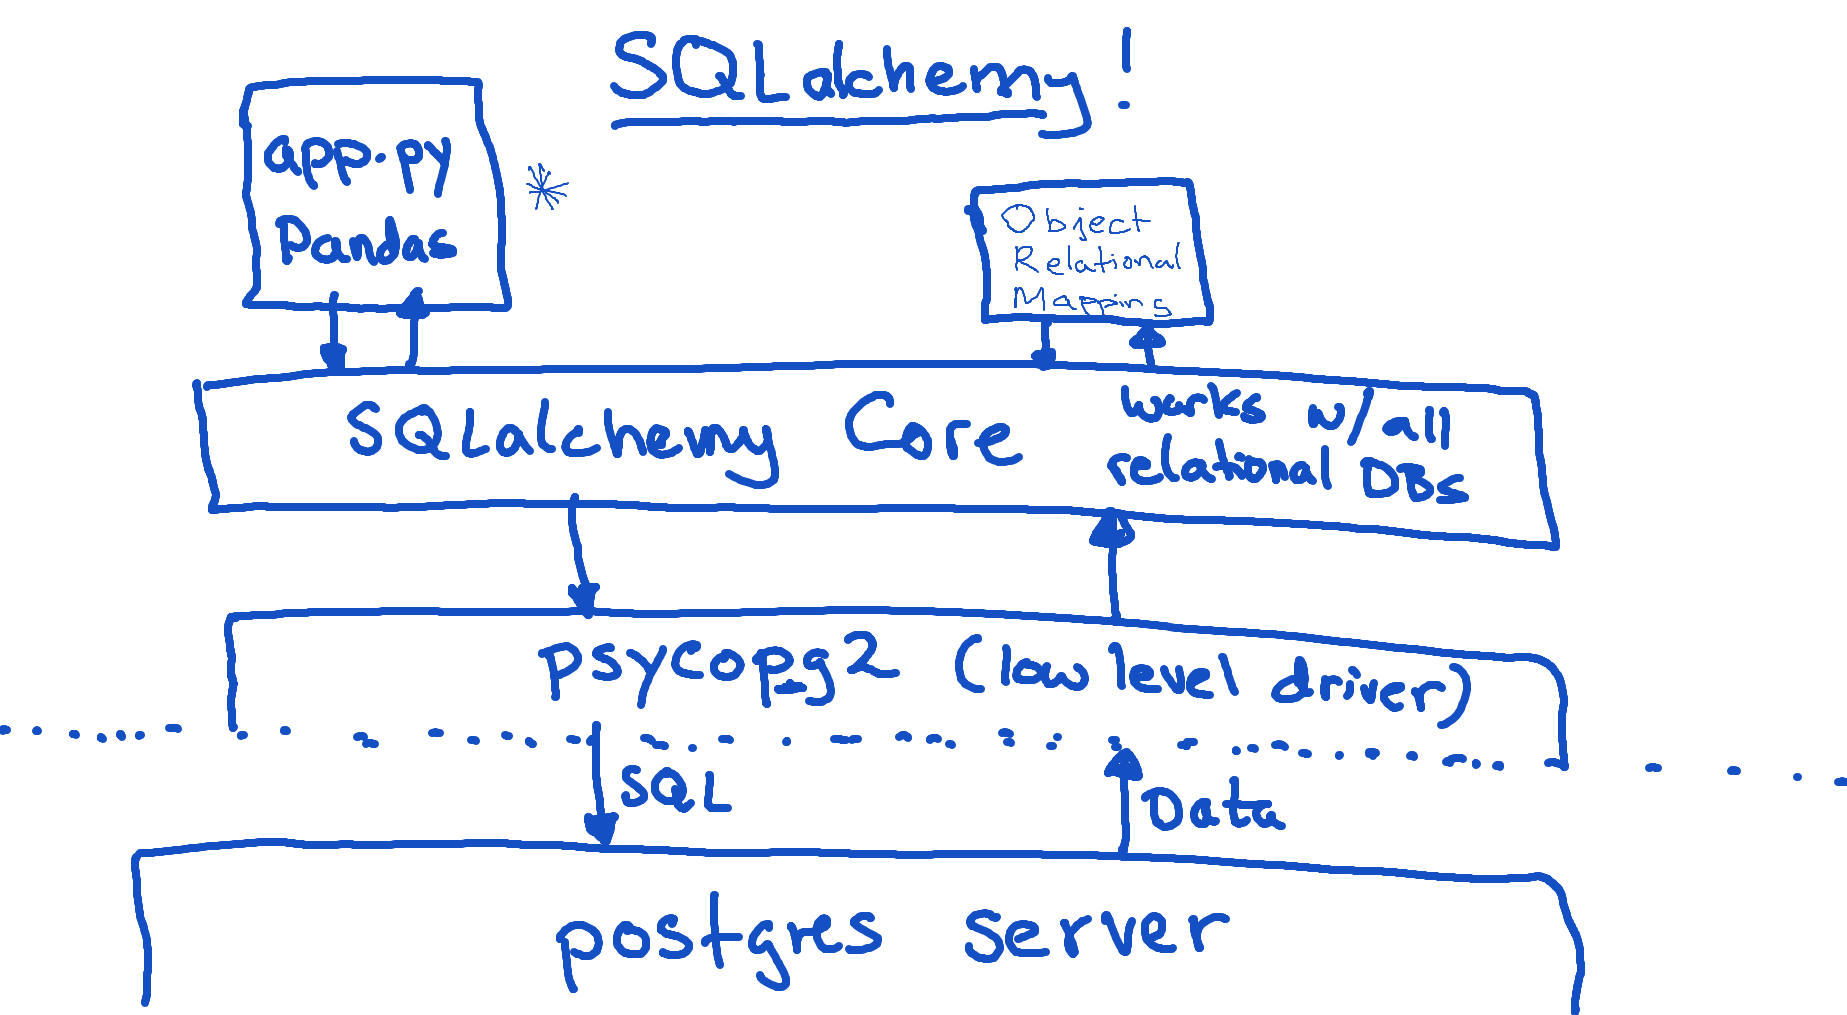 SQLalchemy!
app.py
Pandas
*
Object
Relational
Mapping
SQLalchemy Core
works w/ all
relational DBs
psycopg2 (low level driver)
SQL
Data
postgres server